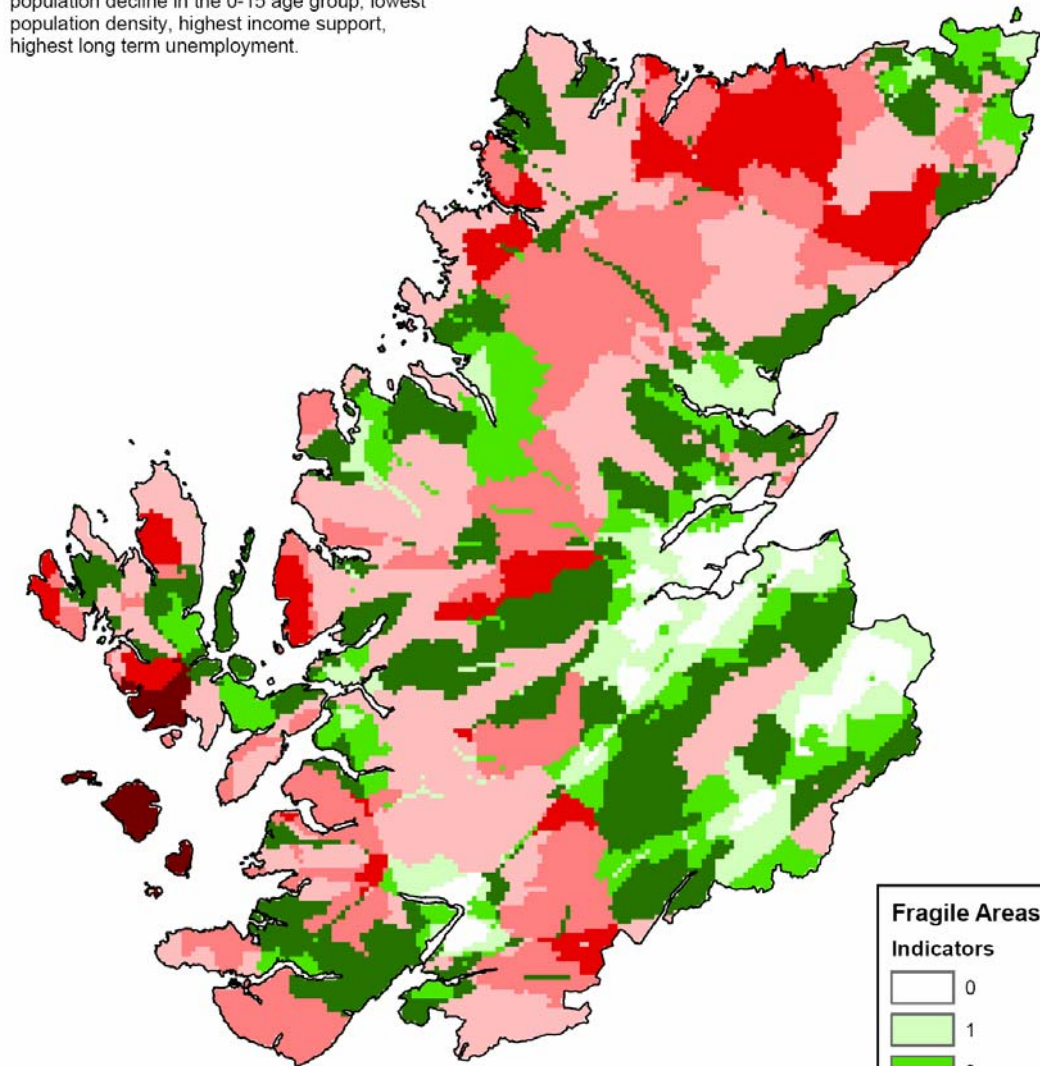 population decline in the 0-15 age group, lowest
population density, highest income support,
highest long term unemployment.
Fragile Areas
Indicators
0
1